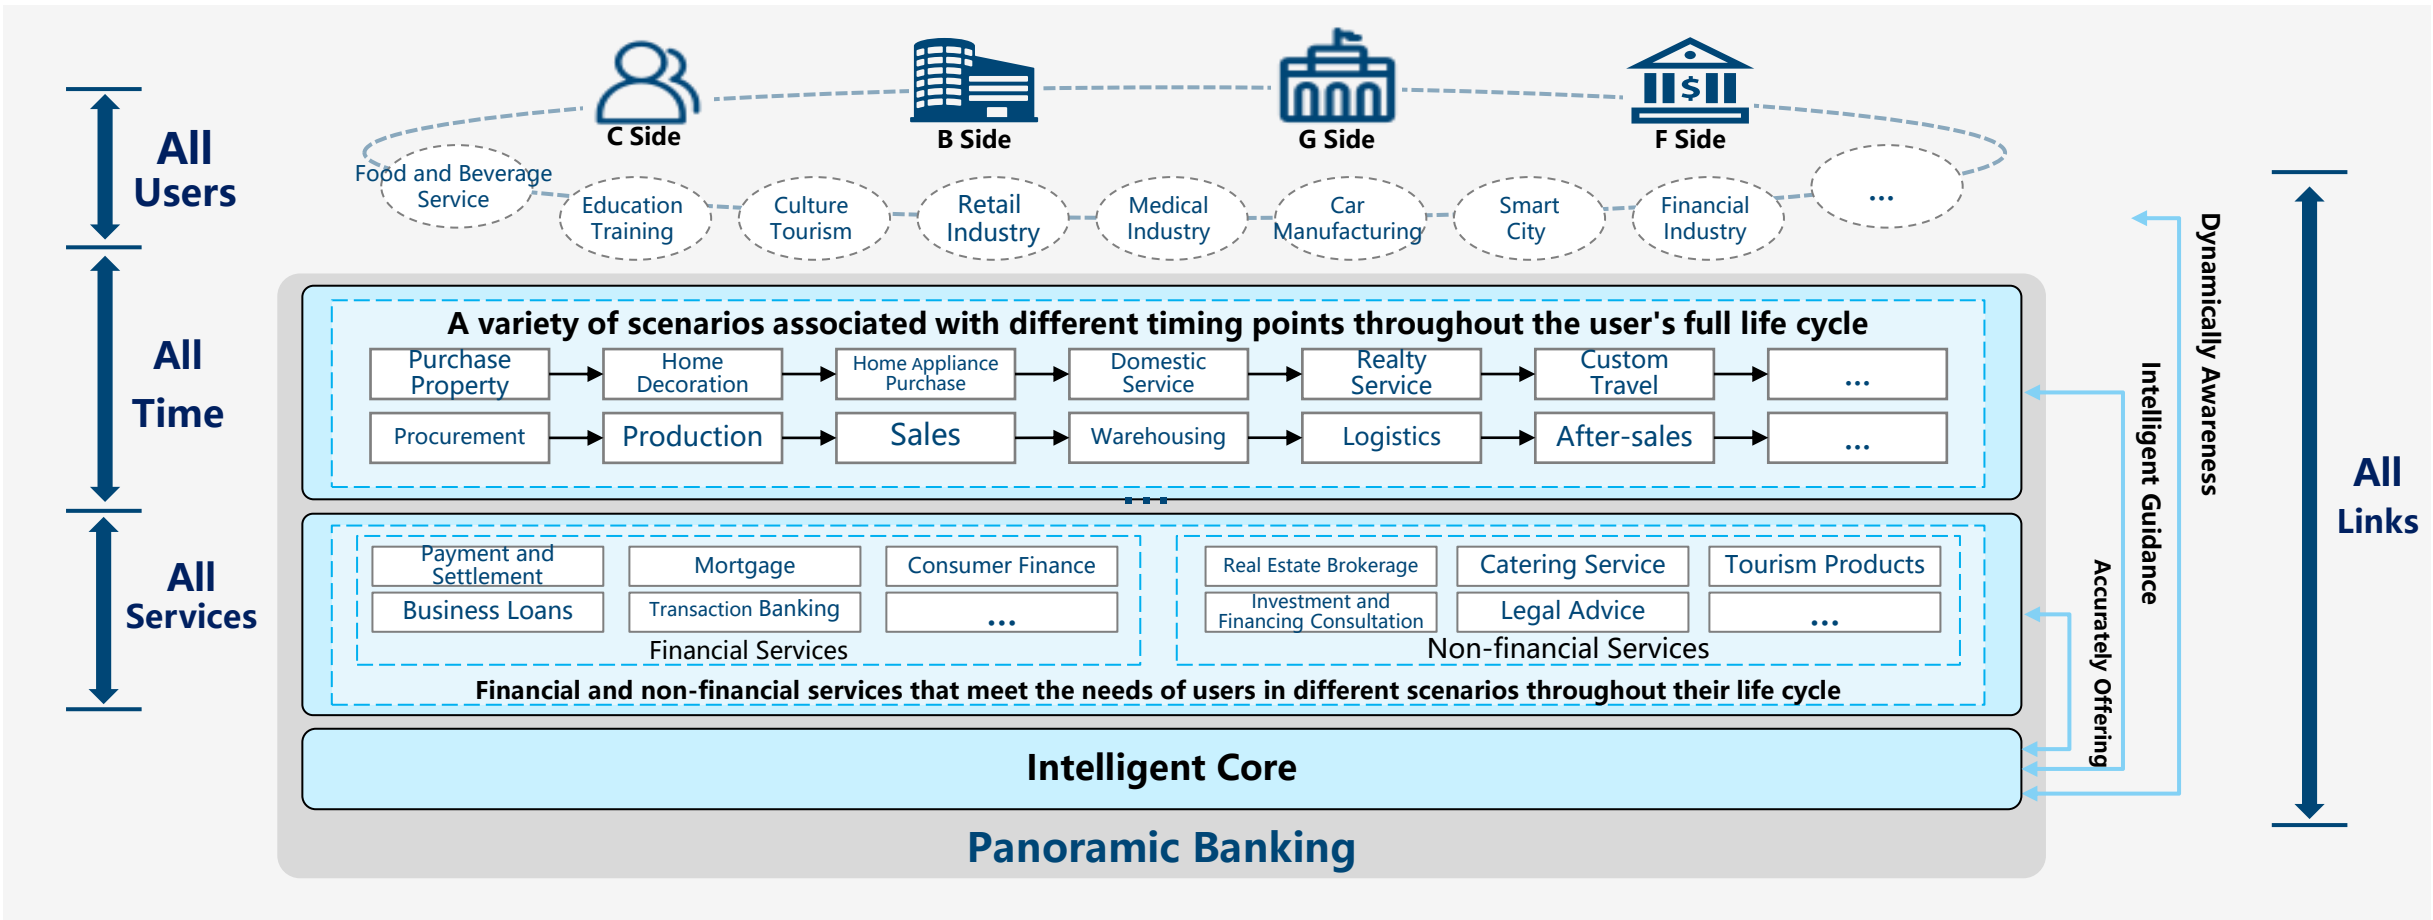 C Side
B Side
G Side
F Side
All
Users
Food and Beverage
Service
Education
Training
Culture
Tourism
Retail
Industry
Medical
Industry
Car
Manufacturing
Smart
City
Financial
Industry
...
All
Time
A variety of scenarios associated with different timing points throughout the user's full life cycle
Purchase
Property
Home
Decoration
Home Appliance
Purchase
Domestic
Service
Realty
Service
Custom
Travel
...
Procurement
Production
Sales
Warehousing
Logistics
After-sales
...
...
All
Services
Payment and
Settlement
Mortgage
Consumer Finance
Business Loans
Transaction Banking
...
Financial Services
Real Estate Brokerage
Catering Service
Tourism Products
Investment and
Financing Consultation
Legal Advice
...
Non-financial Services
Financial and non-financial services that meet the needs of users in different scenarios throughout their life cycle
Intelligent Core
Panoramic Banking
Accurately Offering
Intelligent Guidance
Dynamically Awareness
All
Links